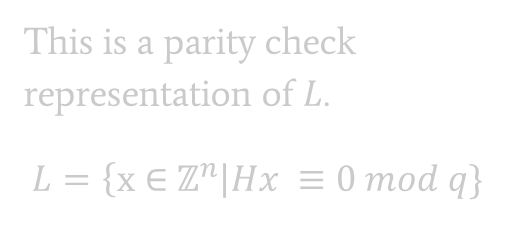 This is a parity check
representation of L.
L = {x ∈ ℤⁿ|Hx ≡ 0 mod q}